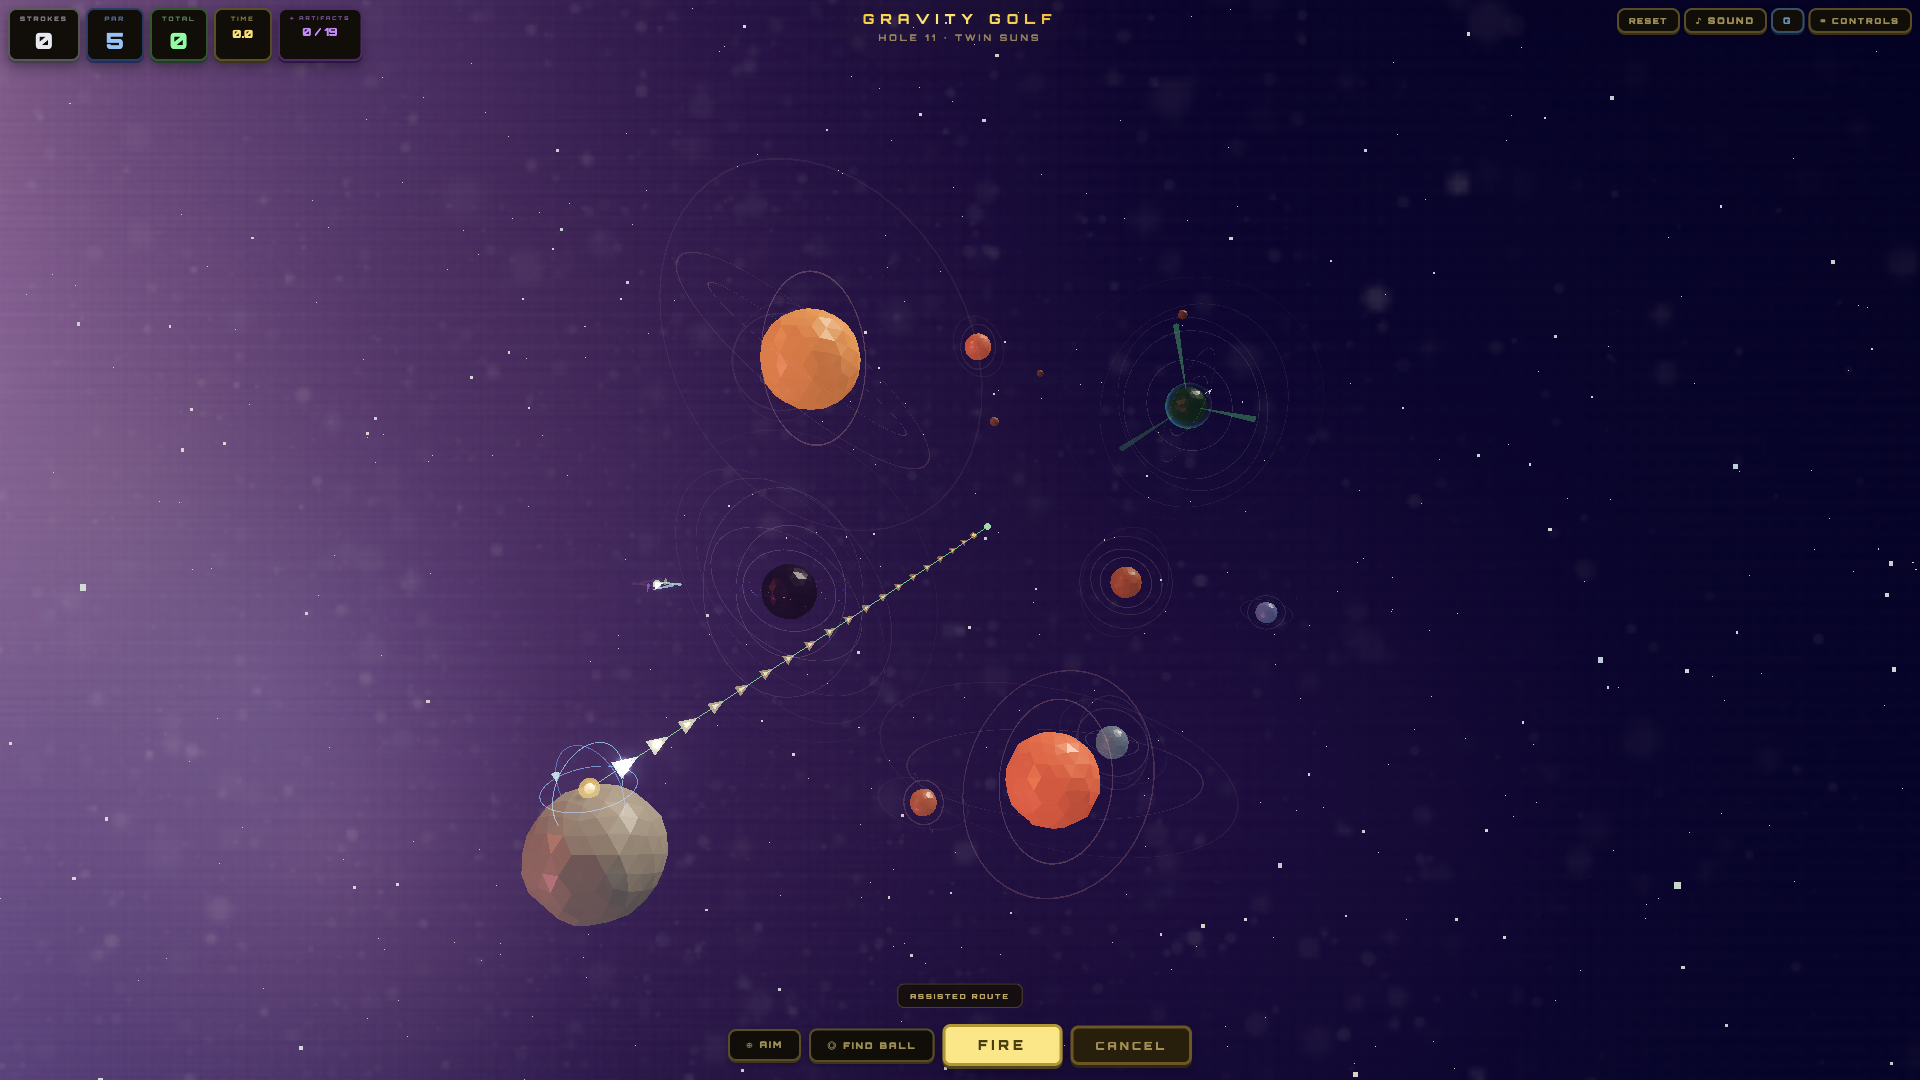 STROKES
0
PAR
5
TOTAL
0
TIME
0.0
ARTIFACTS
0 / 19
GRAVITY GOLF
HOLE 11 · TWIN SUNS
RESET
♪ SOUND
G
CONTROLS
ASSISTED ROUTE
AIM
FIND BALL
FIRE
CANCEL